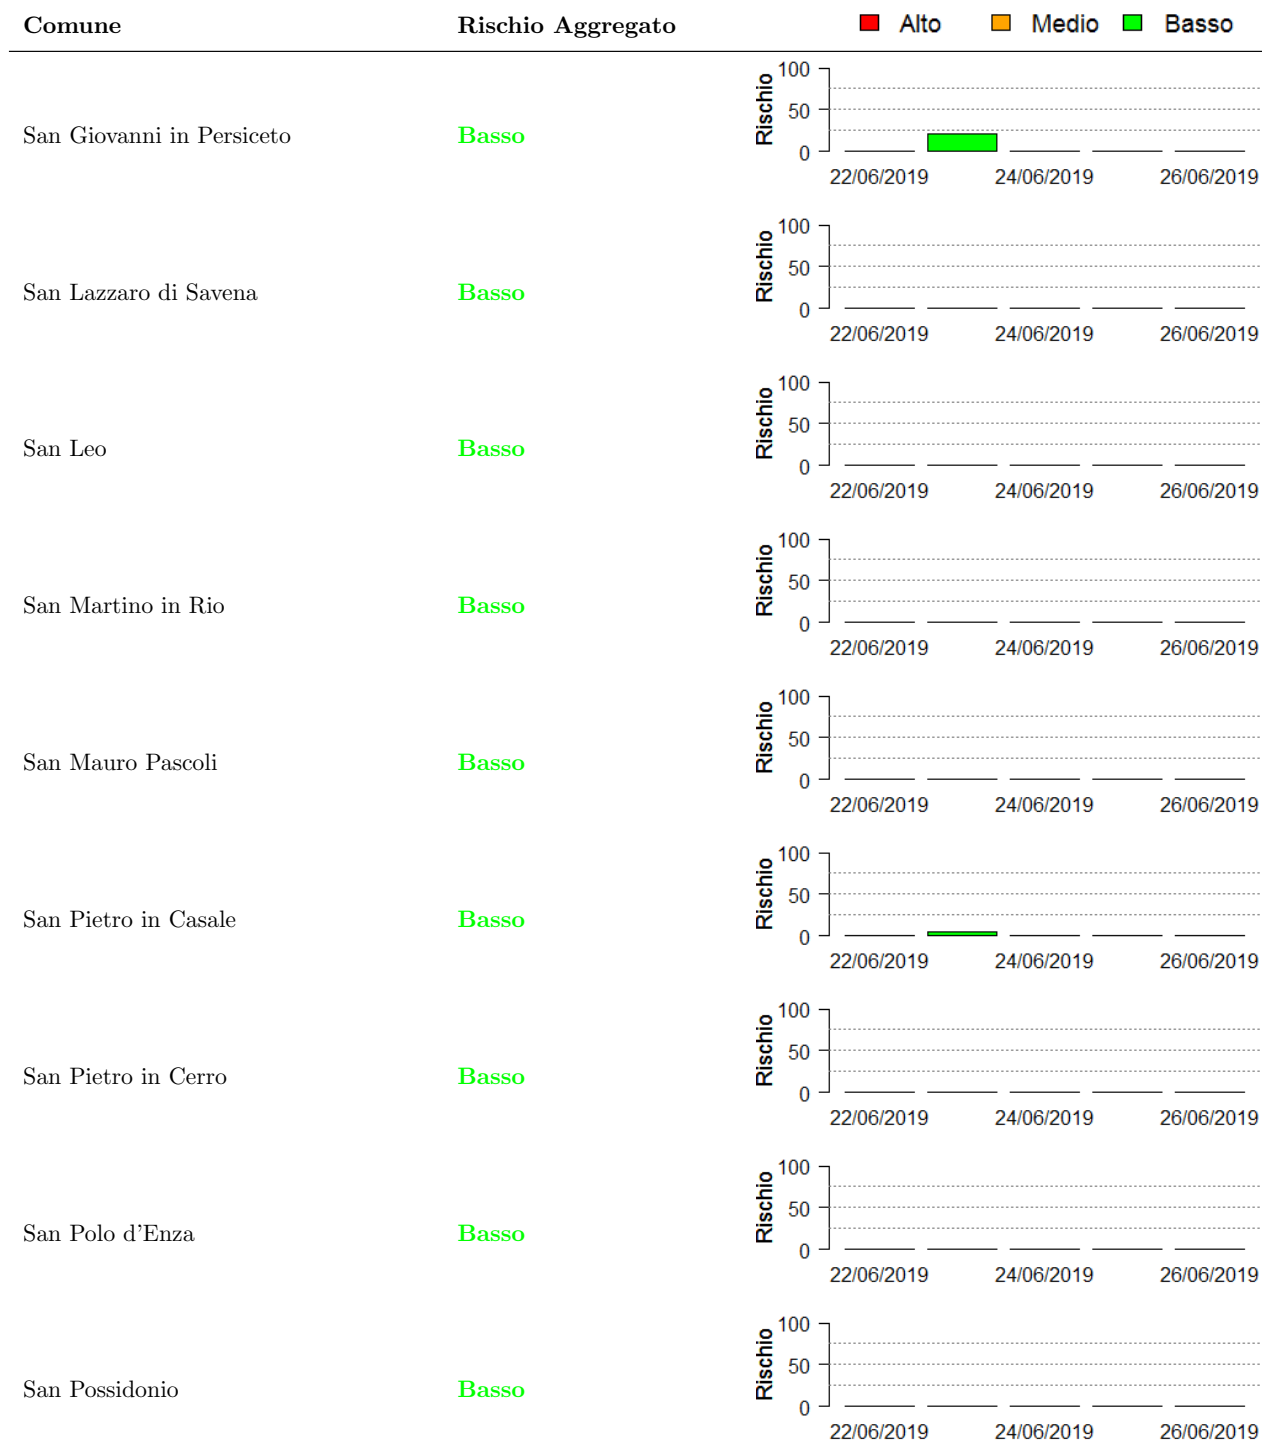 Comune Rischio Aggregato Alto Medio Basso
San Giovanni in Persiceto Basso Rischio 100 50 0
22/06/2019 24/06/2019 26/06/2019
San Lazzaro di Savena Basso Rischio 100 50 0
22/06/2019 24/06/2019 26/06/2019
San Leo Basso Rischio 100 50 0
22/06/2019 24/06/2019 26/06/2019
San Martino in Rio Basso Rischio 100 50 0
22/06/2019 24/06/2019 26/06/2019
San Mauro Pascoli Basso Rischio 100 50 0
22/06/2019 24/06/2019 26/06/2019
San Pietro in Casale Basso Rischio 100 50 0
22/06/2019 24/06/2019 26/06/2019
San Pietro in Cerro Basso Rischio 100 50 0
22/06/2019 24/06/2019 26/06/2019
San Polo d'Enza Basso Rischio 100 50 0
22/06/2019 24/06/2019 26/06/2019
San Possidonio Basso Rischio 100 50 0
22/06/2019 24/06/2019 26/06/2019